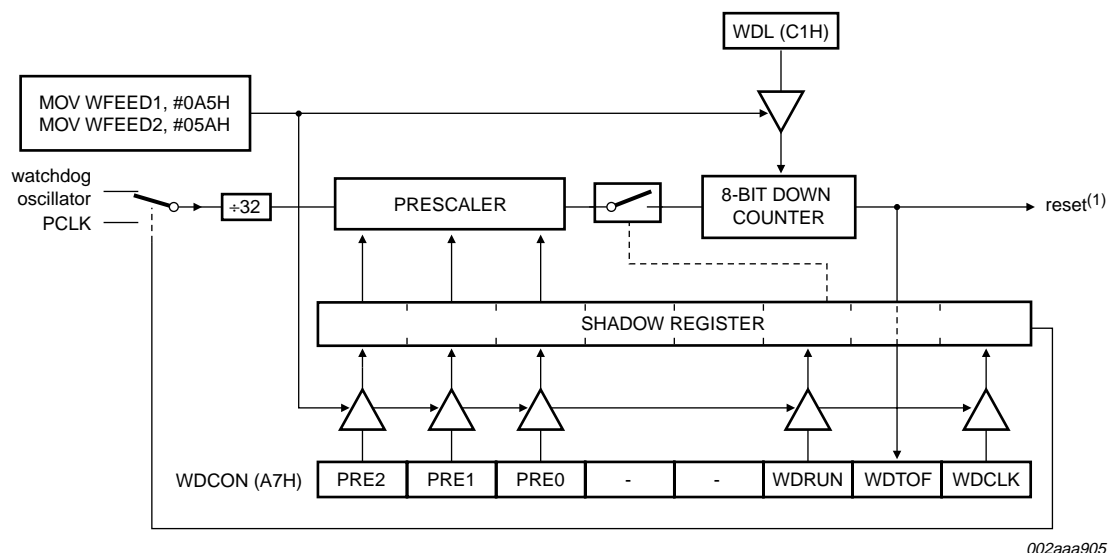 WDL (C1H)
MOV WFEED1, #0A5H
MOV WFEED2, #05AH
watchdog
oscillator
PCLK
÷32
PRESCALER
8-BIT DOWN
COUNTER
reset(1)
SHADOW REGISTER
WDCON (A7H)
PRE2
PRE1
PRE0
-
-
WDRUN
WDTOF
WDCLK
002aaa905